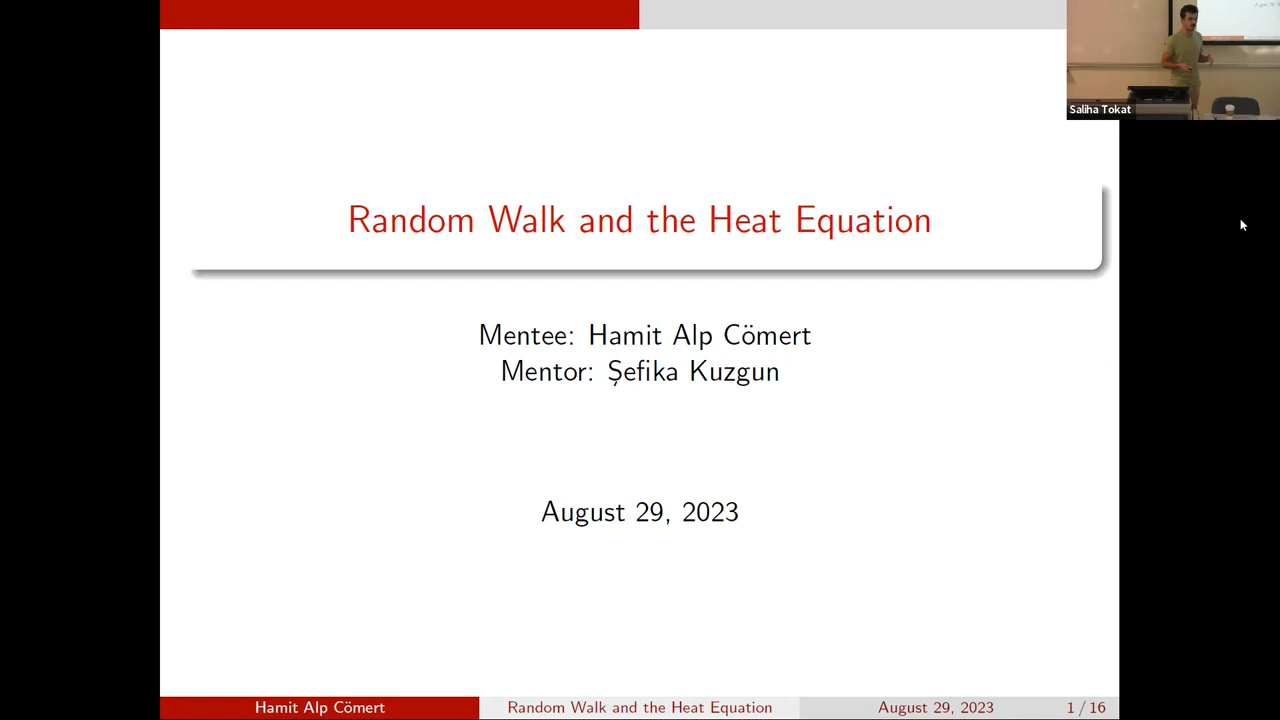 Saliha Tokat
Random Walk and the Heat Equation
Mentee: Hamit Alp Cömert
Mentor: Şefika Kuzgun
August 29, 2023
Hamit Alp Cömert Random Walk and the Heat Equation August 29, 2023 1 / 16